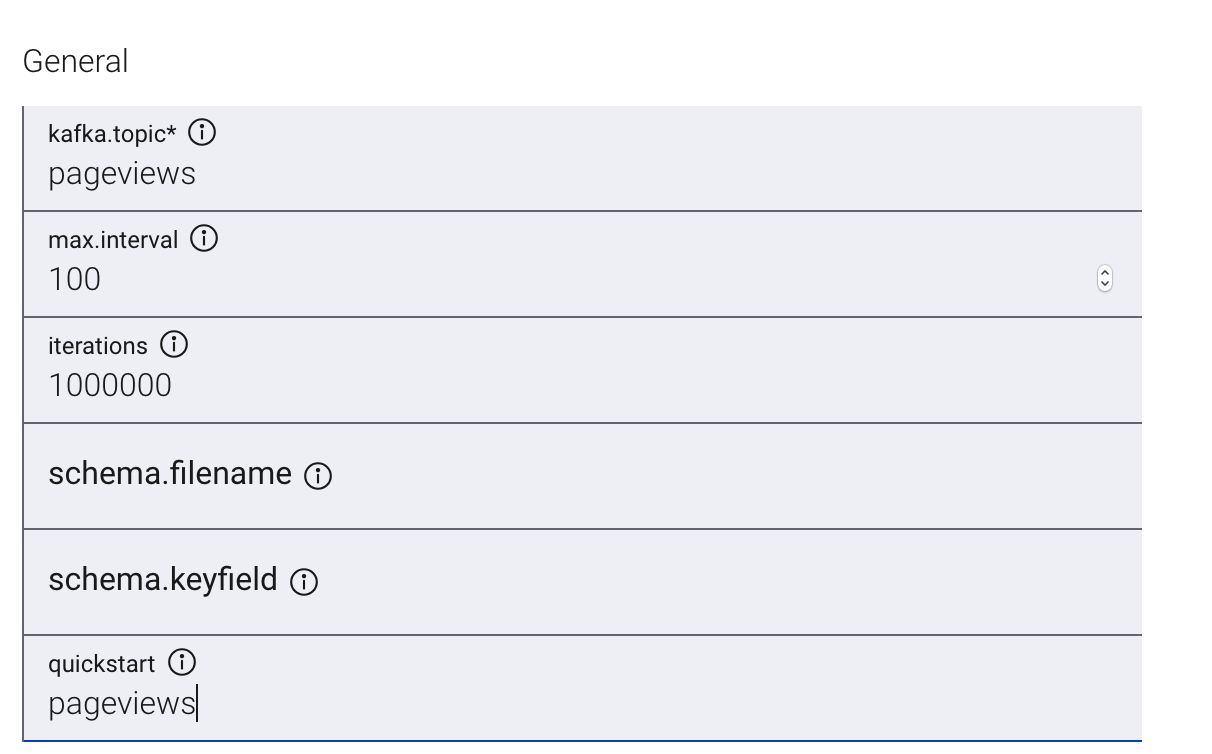 General
kafka.topic*
pageviews
max.interval
100
iterations
1000000
schema.filename
schema.keyfield
quickstart
pageviews